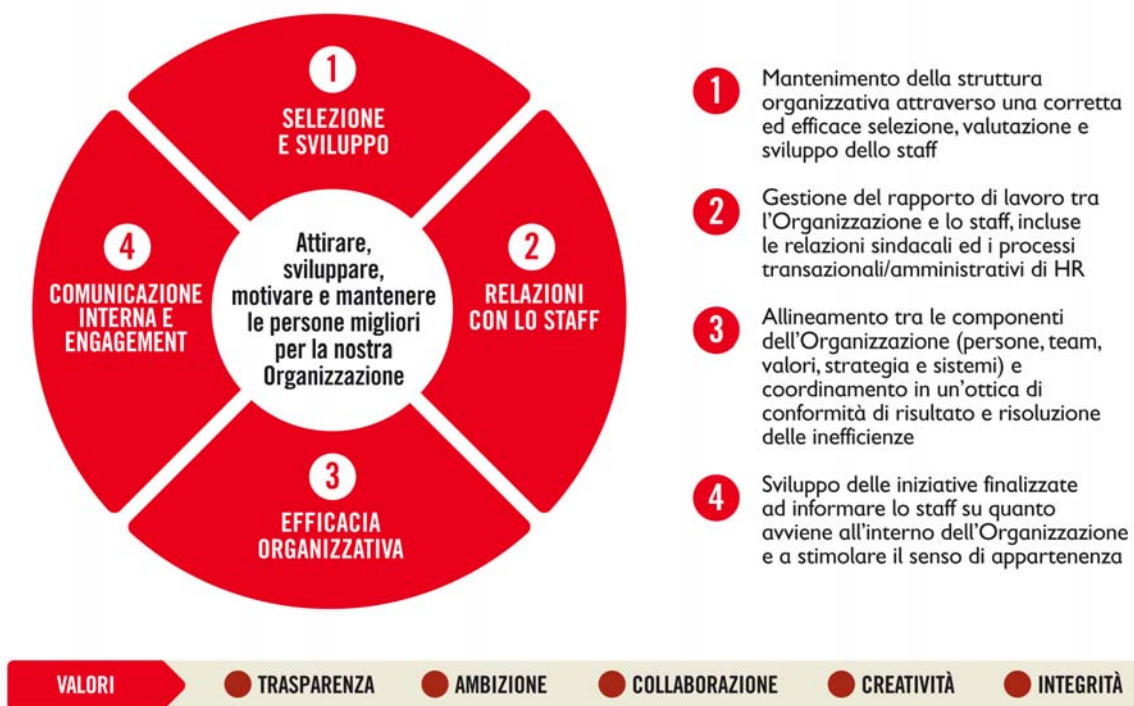 1
SELEZIONE
E SVILUPPO
2
RELAZIONI
CON LO STAFF
3
EFFICACIA
ORGANIZZATIVA
4
COMUNICAZIONE
INTERNA E
ENGAGEMENT
Attirare,
sviluppare,
motivare e mantenere
le persone migliori
per la nostra
Organizzazione
1
Mantenimento della struttura
organizzativa attraverso una corretta
ed efficace selezione, valutazione e
sviluppo dello staff
2
Gestione del rapporto di lavoro tra
l'Organizzazione e lo staff, incluse
le relazioni sindacali ed i processi
transazionali/amministrativi di HR
3
Allineamento tra le componenti
dell'Organizzazione (persone, team,
valori, strategia e sistemi) e
coordinamento in un'ottica di
conformità di risultato e risoluzione
delle inefficienze
4
Sviluppo delle iniziative finalizzate
ad informare lo staff su quanto
avviene all'interno dell'Organizzazione
e a stimolare il senso di appartenenza
VALORI TRASPARENZA AMBIZIONE COLLABORAZIONE CREATIVITÀ INTEGRITÀ